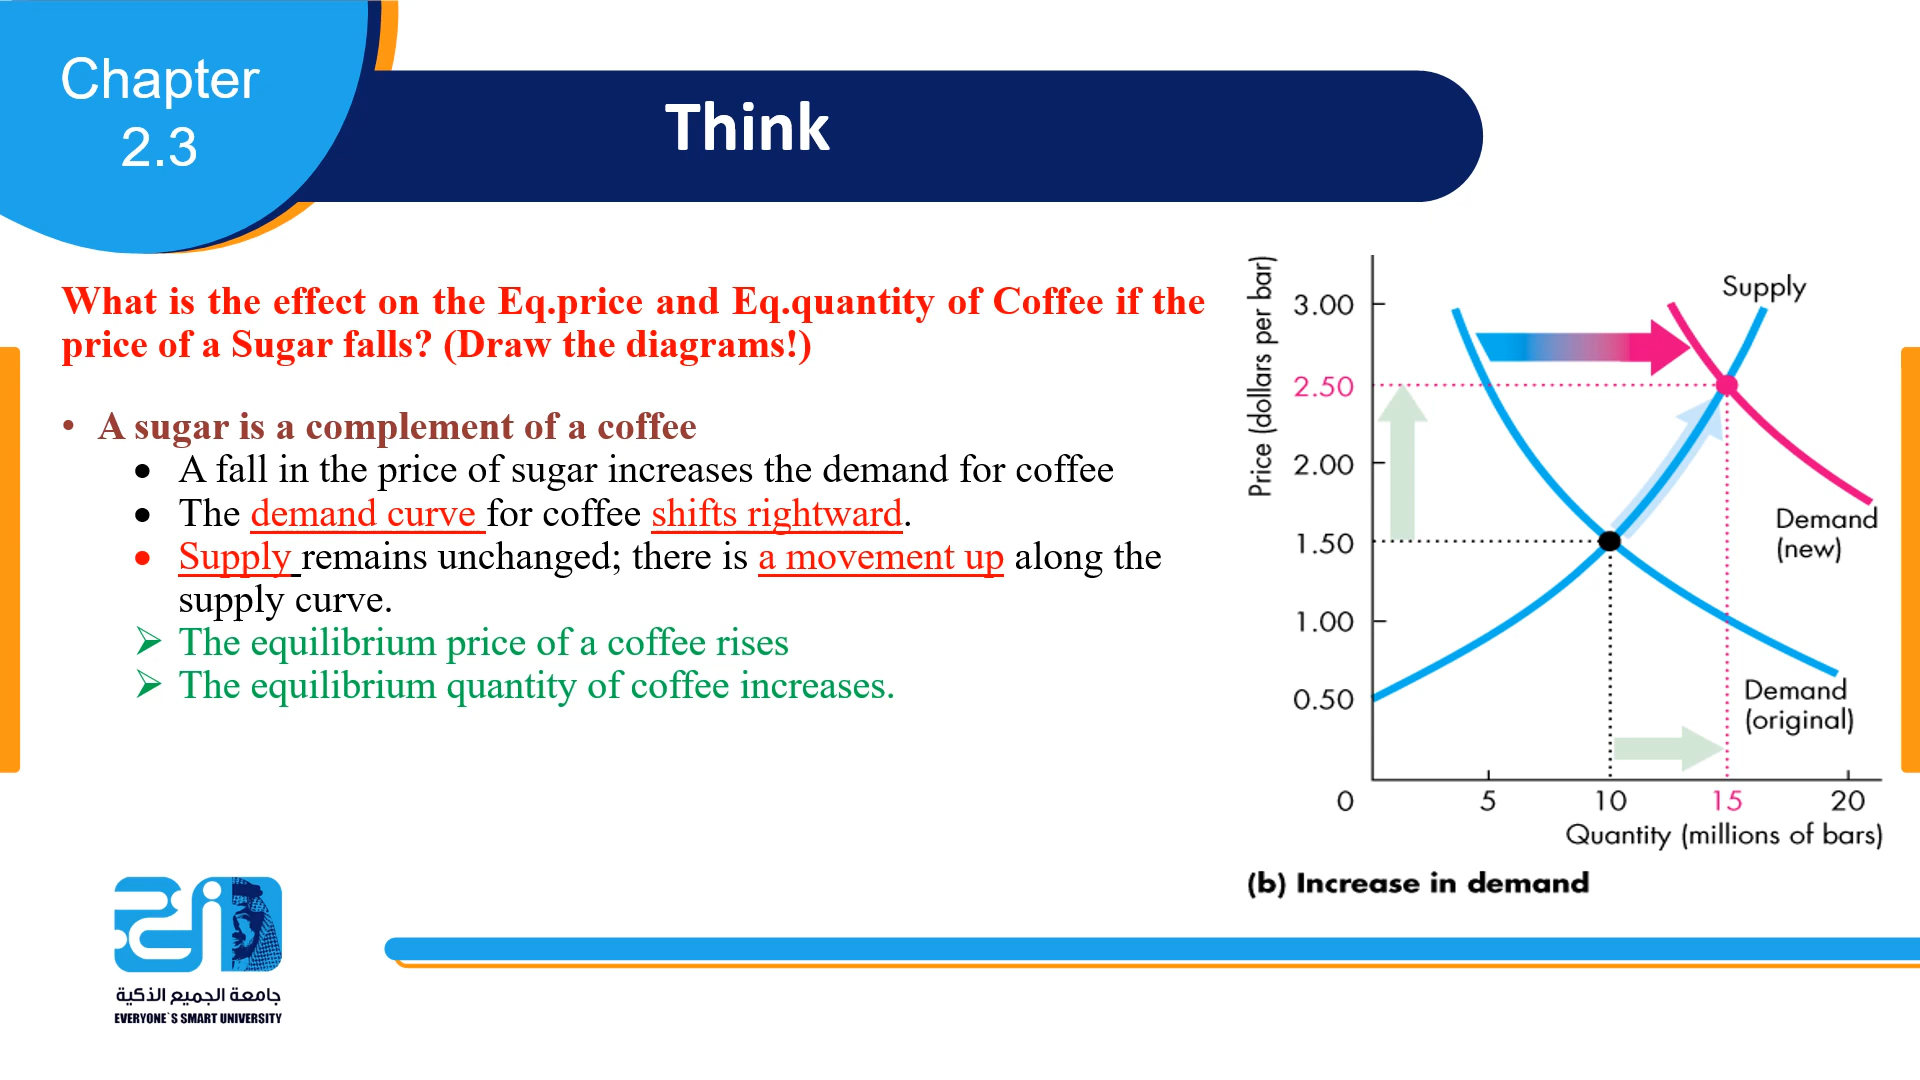 Chapter
2.3
Think
What is the effect on the Eq.price and Eq.quantity of Coffee if the
price of a Sugar falls? (Draw the diagrams!)
• A sugar is a complement of a coffee
• A fall in the price of sugar increases the demand for coffee
• The demand curve for coffee shifts rightward.
• Supply remains unchanged; there is a movement up along the
supply curve.
➢ The equilibrium price of a coffee rises
➢ The equilibrium quantity of coffee increases.
Price (dollars per bar)
3.00
2.50
2.00
1.50
1.00
0.50
Supply
Demand
(new)
Demand
(original)
0 5 10 15 20
Quantity (millions of bars)
(b) Increase in demand
جامعة الجميع الذكية
EVERYONE`S SMART UNIVERSITY